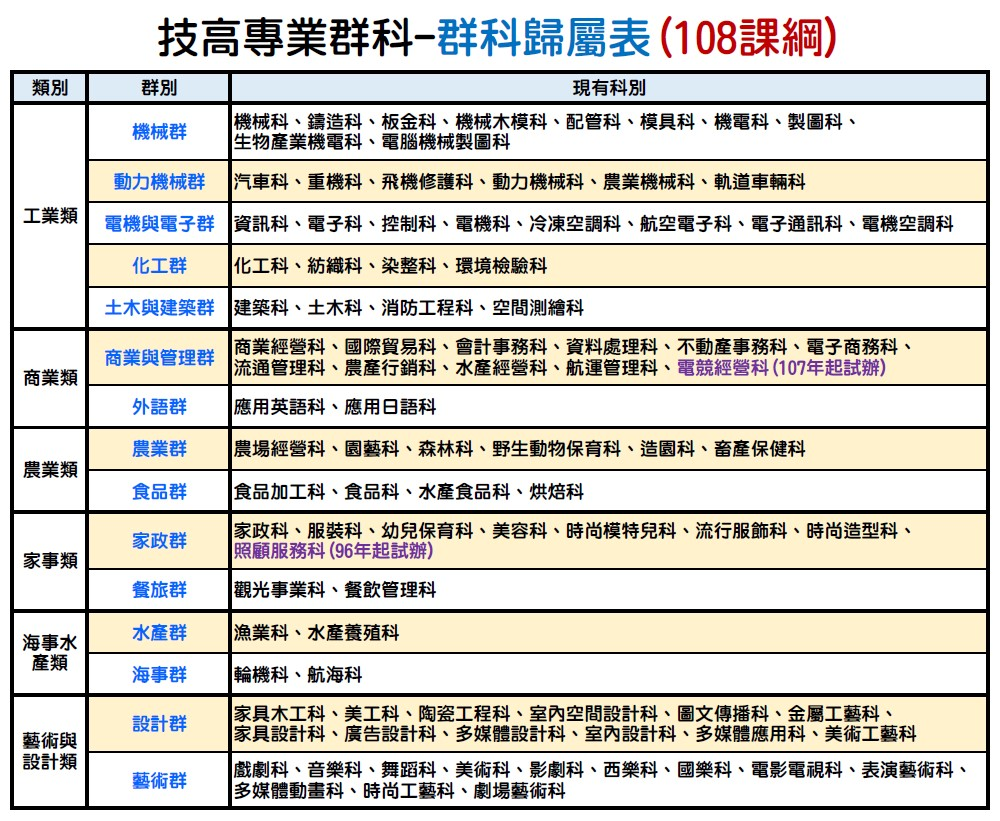 技高專業群科-群科歸屬表(108課綱)
類別 群別 現有科別
工業類
機械群
機械科、鑄造科、板金科、機械木模科、配管科、模具科、機電科、製圖科、
生物產業機電科、電腦機械製圖科
動力機械群
汽車科、重機科、飛機修護科、動力機械科、農業機械科、軌道車輛科
電機與電子群
資訊科、電子科、控制科、電機科、冷凍空調科、航空電子科、電子通訊科、電機空調科
化工群
化工科、紡織科、染整科、環境檢驗科
土木與建築群
建築科、土木科、消防工程科、空間測繪科
商業類
商業與管理群
商業經營科、國際貿易科、會計事務科、資料處理科、不動產事務科、電子商務科、
流通管理科、農產行銷科、水產經營科、航運管理科、電競經營科(107年起試辦)
外語群
應用英語科、應用日語科
農業類
農業群
農場經營科、園藝科、森林科、野生動物保育科、造園科、畜產保健科
食品群
食品加工科、食品科、水產食品科、烘焙科
家事類
家政群
家政科、服裝科、幼兒保育科、美容科、時尚模特兒科、流行服飾科、時尚造型科、
照顧服務科(96年起試辦)
餐旅群
觀光事業科、餐飲管理科
海事水
產類
水產群
漁業科、水產養殖科
海事群
輪機科、航海科
藝術與
設計類
設計群
家具木工科、美工科、陶瓷工程科、室內空間設計科、圖文傳播科、金屬工藝科、
家具設計科、廣告設計科、多媒體設計科、室內設計科、多媒體應用科、美術工藝科
藝術群
戲劇科、音樂科、舞蹈科、美術科、影劇科、西樂科、國樂科、電影電視科、表演藝術科、
多媒體動畫科、時尚工藝科、劇場藝術科